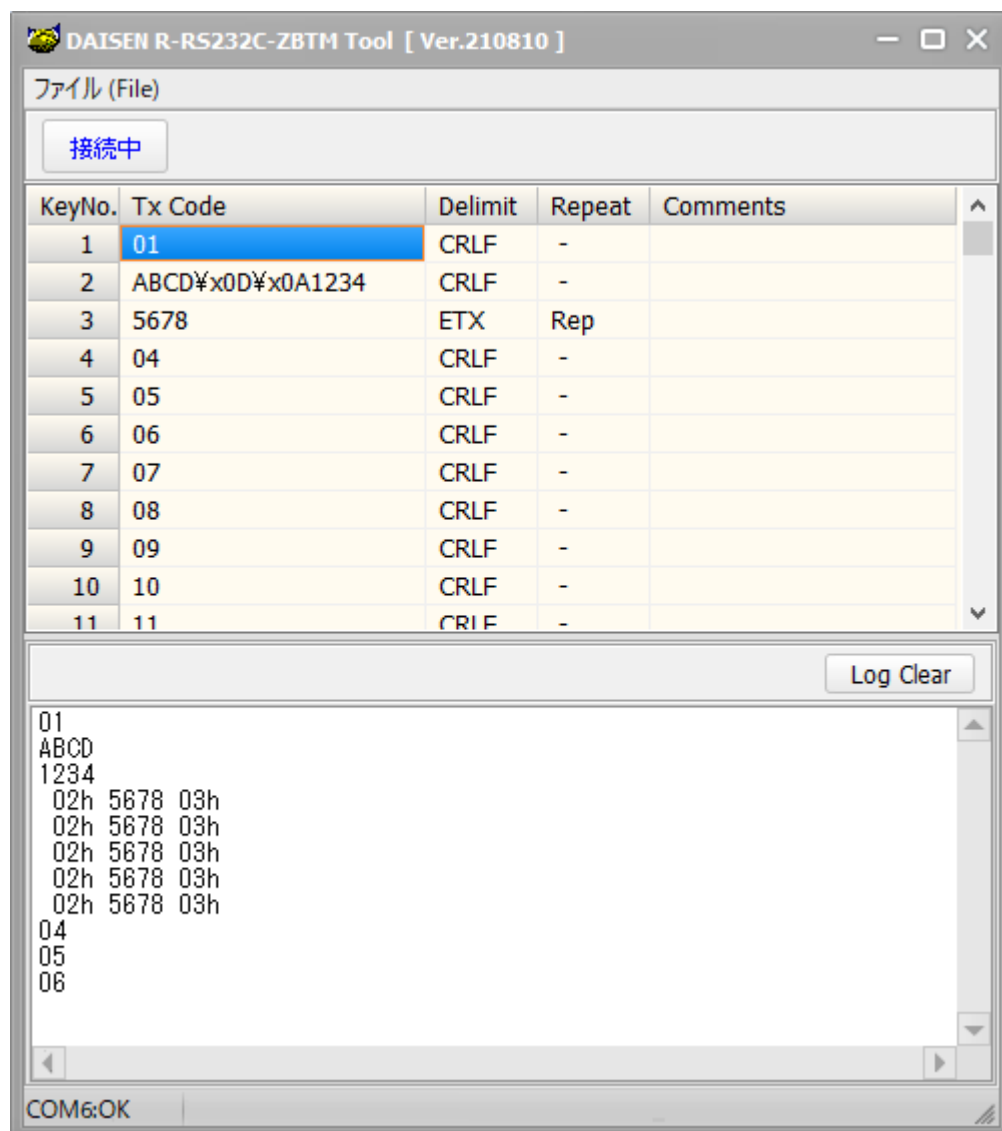 DAISEN R-RS232C-ZBTM Tool [ Ver.210810 ]
ファイル (File)
接続中
KeyNo. Tx Code Delimit Repeat Comments
1 01 CRLF -
2 ABCD¥x0D¥x0A1234 CRLF -
3 5678 ETX Rep
4 04 CRLF -
5 05 CRLF -
6 06 CRLF -
7 07 CRLF -
8 08 CRLF -
9 09 CRLF -
10 10 CRLF -
11 11 CRLF -
Log Clear
01
ABCD
1234
02h 5678 03h
02h 5678 03h
02h 5678 03h
02h 5678 03h
02h 5678 03h
04
05
06
COM6:OK